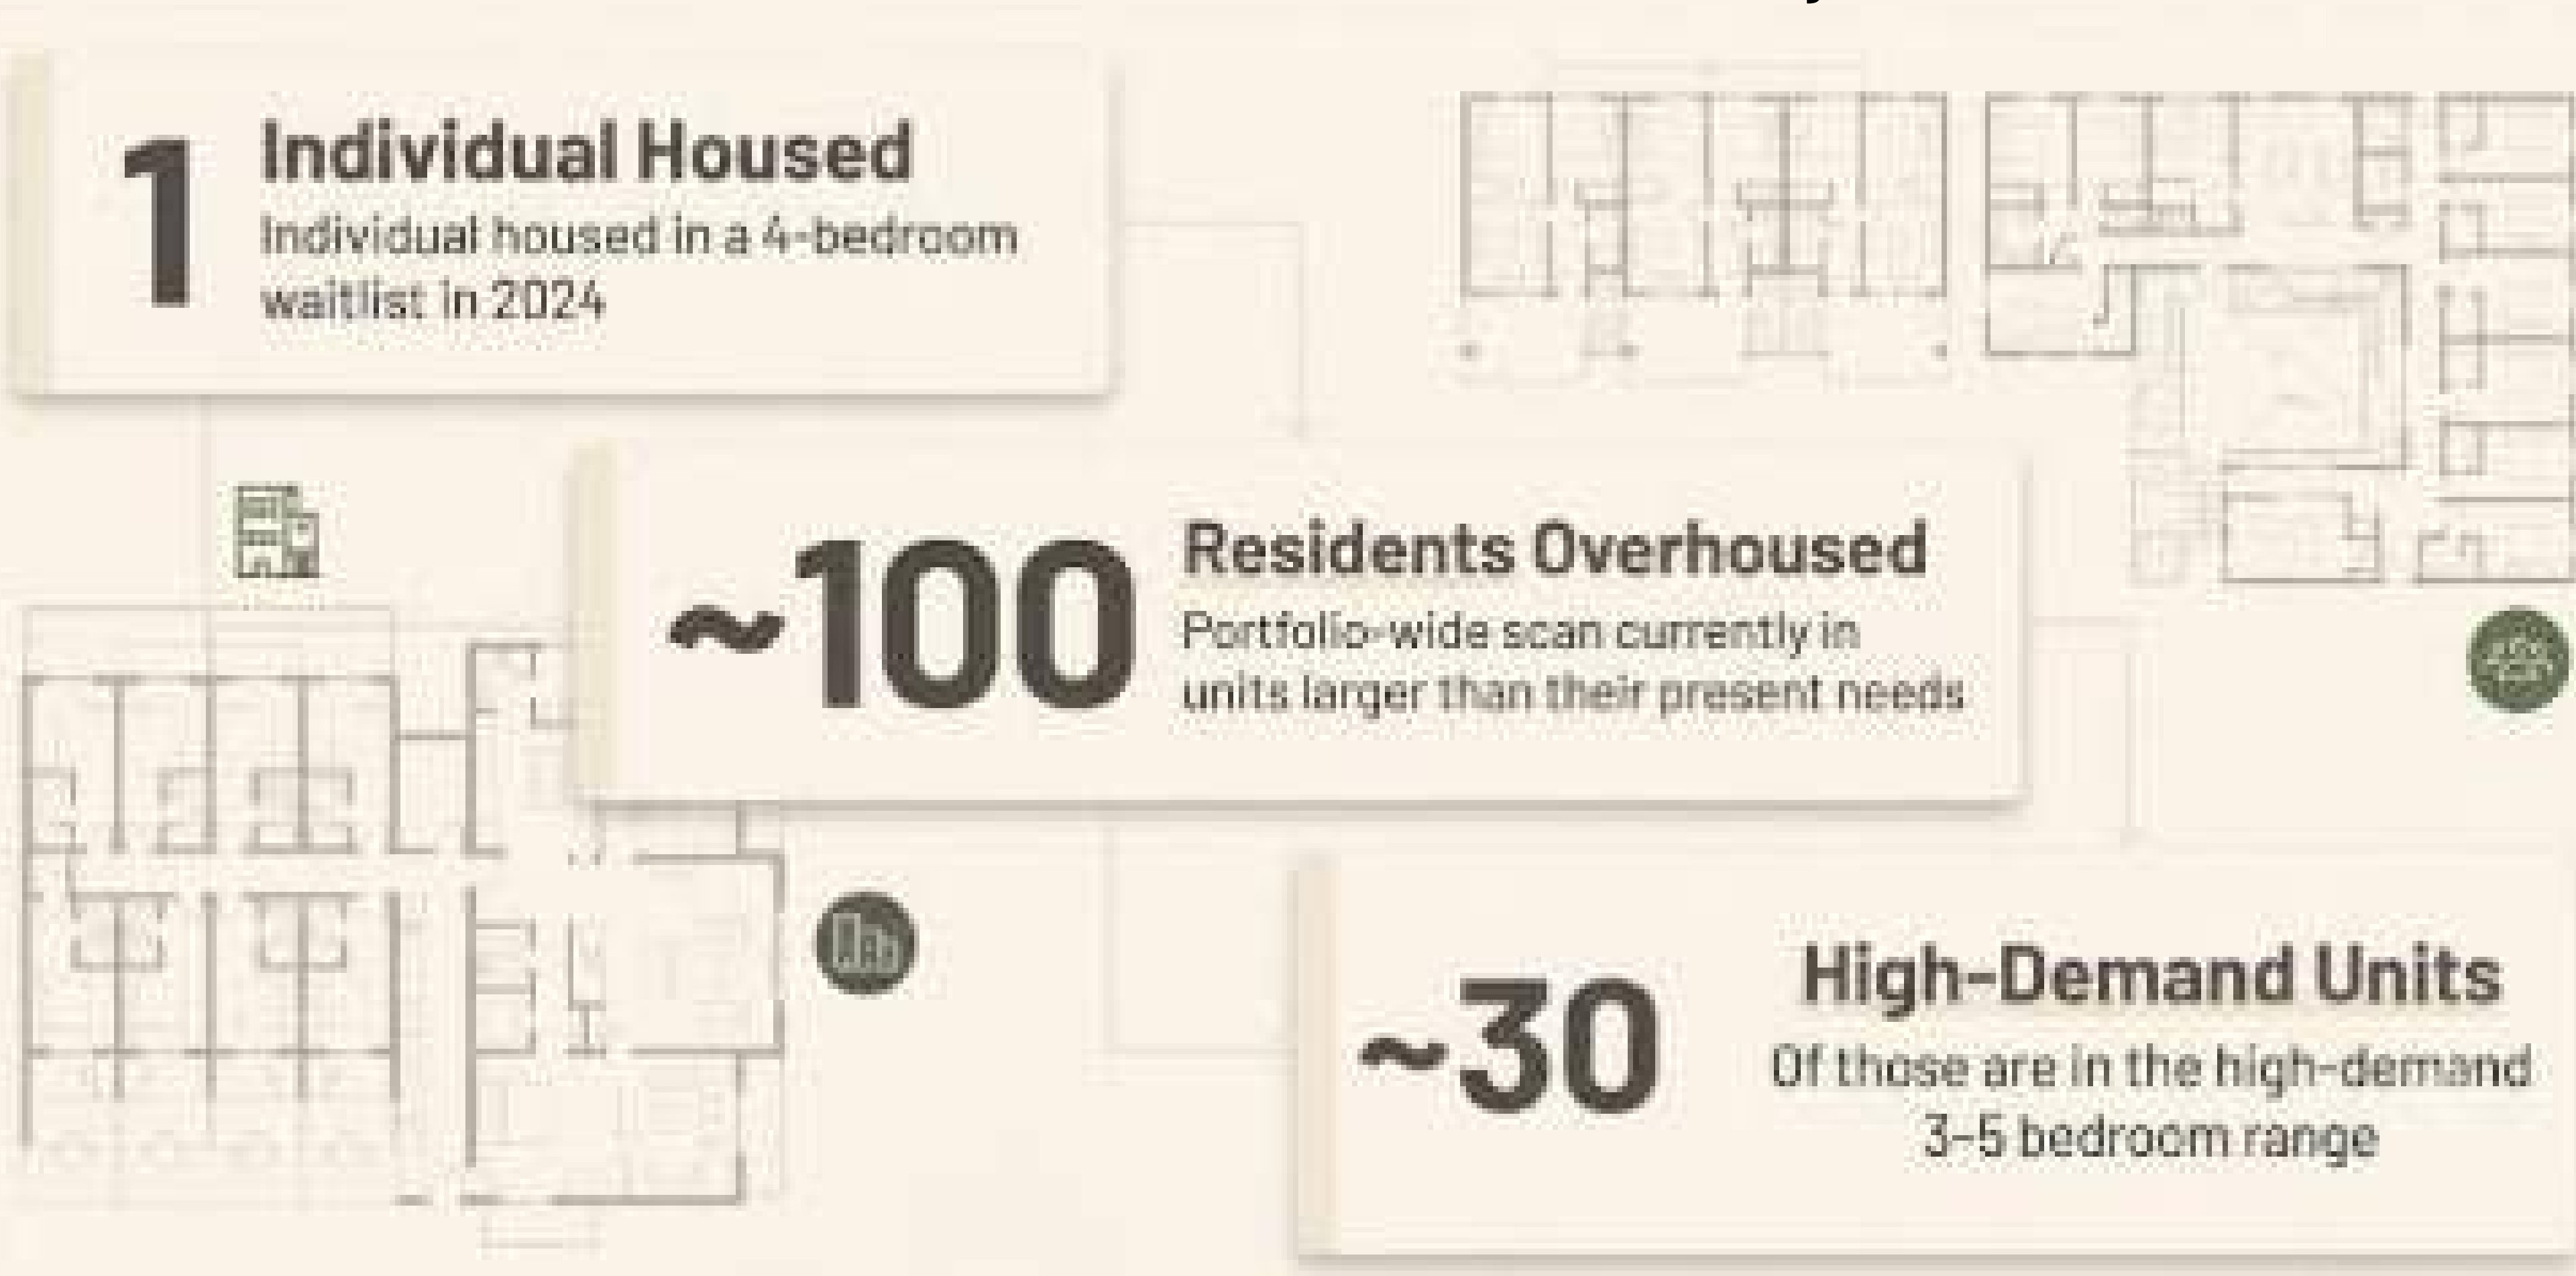 1
Individual Housed
Individual housed in a 4-bedroom
waitlist in 2024
~100
Residents Overhoused
Portfolio-wide scan currently in
units larger than their present needs
~30
High-Demand Units
Of those are in the high-demand
3-5 bedroom range